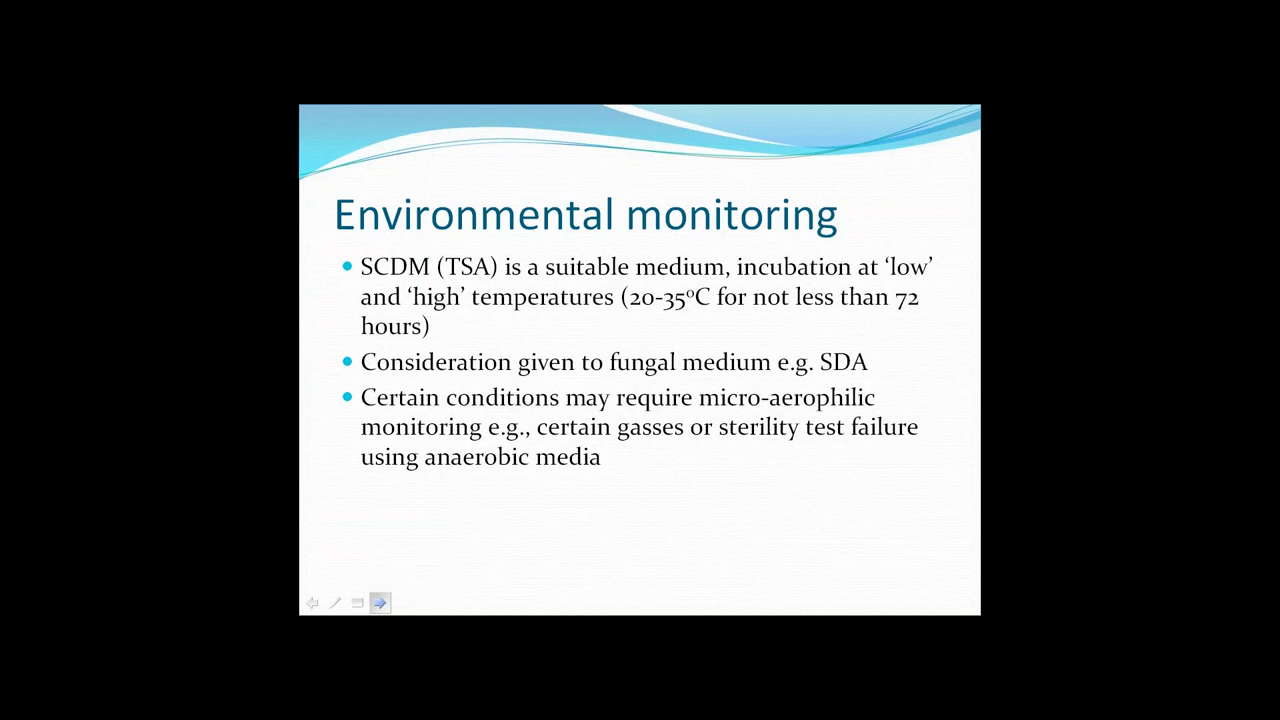 Environmental monitoring
• SCDM (TSA) is a suitable medium, incubation at ‘low’
and ‘high’ temperatures (20-35ºC for not less than 72
hours)
• Consideration given to fungal medium e.g. SDA
• Certain conditions may require micro-aerophilic
monitoring e.g., certain gasses or sterility test failure
using anaerobic media